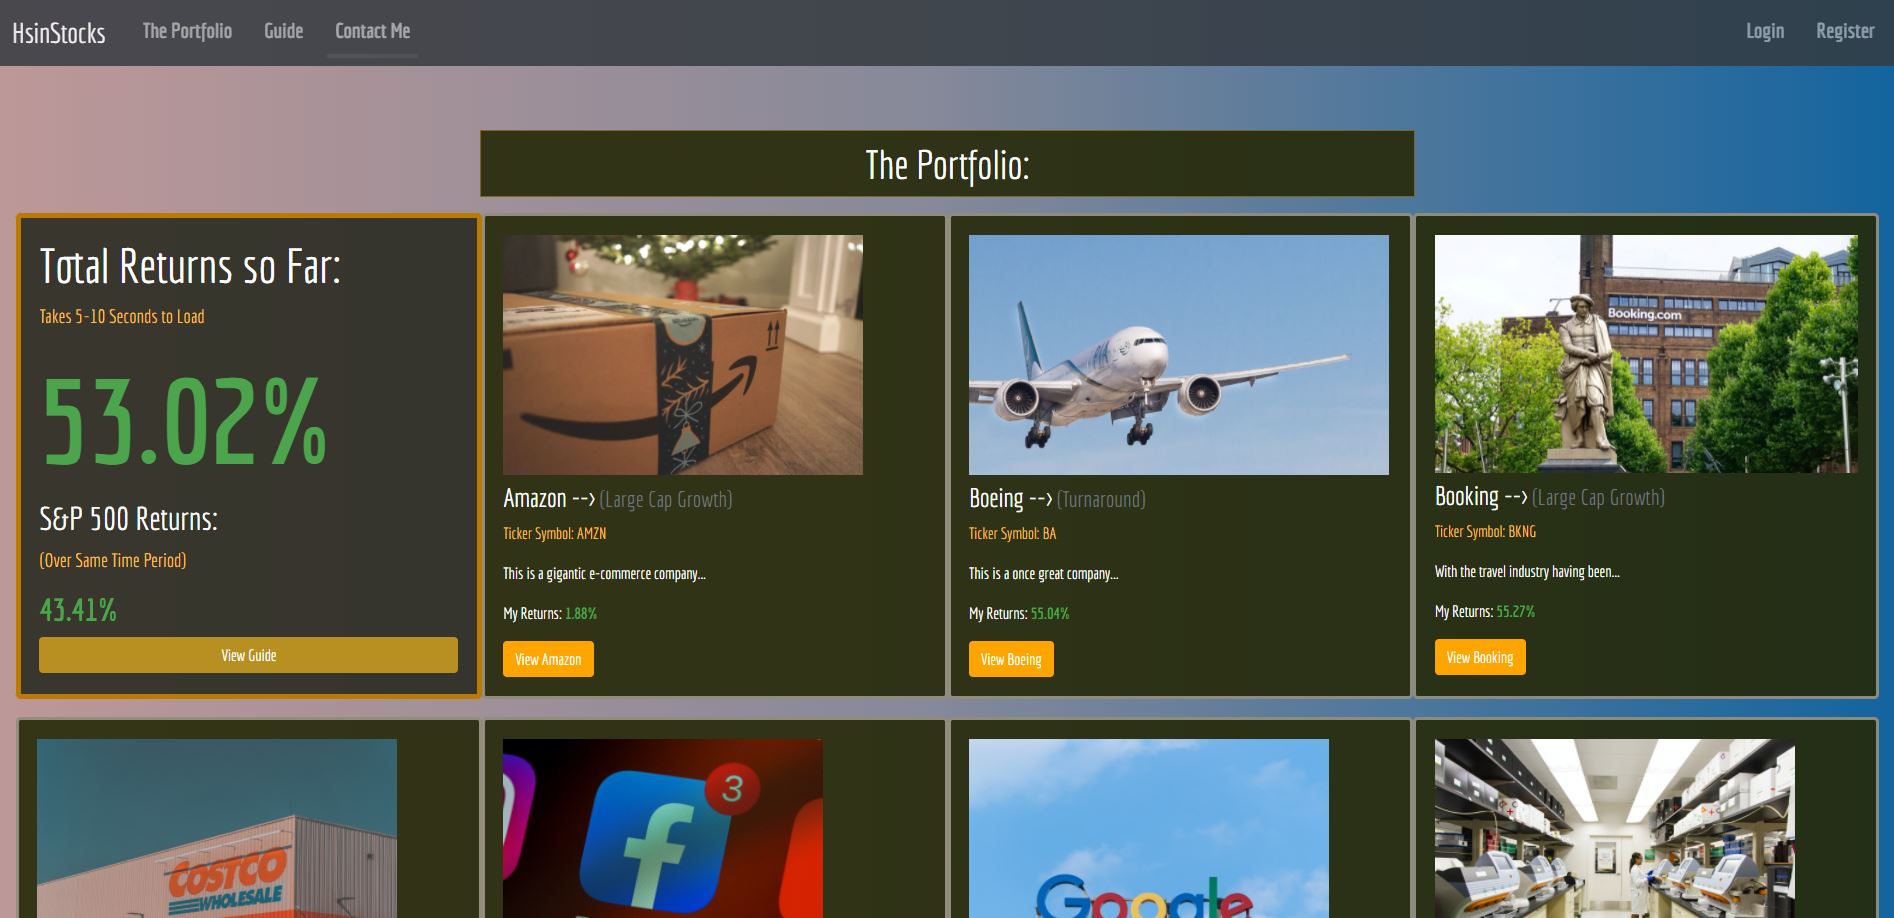 HsinStocks The Portfolio Guide Contact Me Login Register
The Portfolio:
Total Returns so Far:
Takes 5-10 Seconds to Load
53.02%
S&P 500 Returns:
(Over Same Time Period)
43.41%
View Guide
Amazon --> (Large Cap Growth)
Ticker Symbol: AMZN
This is a gigantic e-commerce company...
My Returns: 1.88%
View Amazon
Boeing --> (Turnaround)
Ticker Symbol: BA
This is a once great company...
My Returns: 55.04%
View Boeing
Booking.com
Booking --> (Large Cap Growth)
Ticker Symbol: BKNG
With the travel industry having been...
My Returns: 55.27%
View Booking
COSTCO
WHOLESALE
f
3
Google